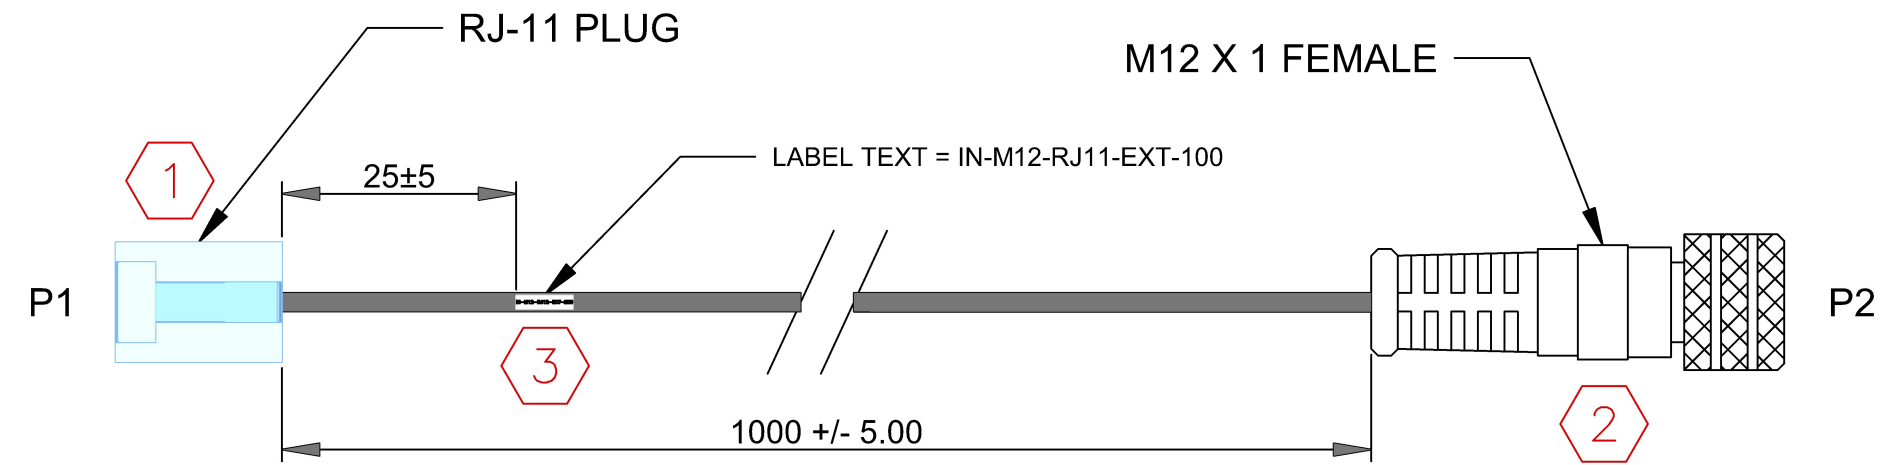 RJ-11 PLUG
M12 X 1 FEMALE
LABEL TEXT = IN-M12-RJ11-EXT-100
1
25±5
P1
P2
3
2
1000 +/- 5.00